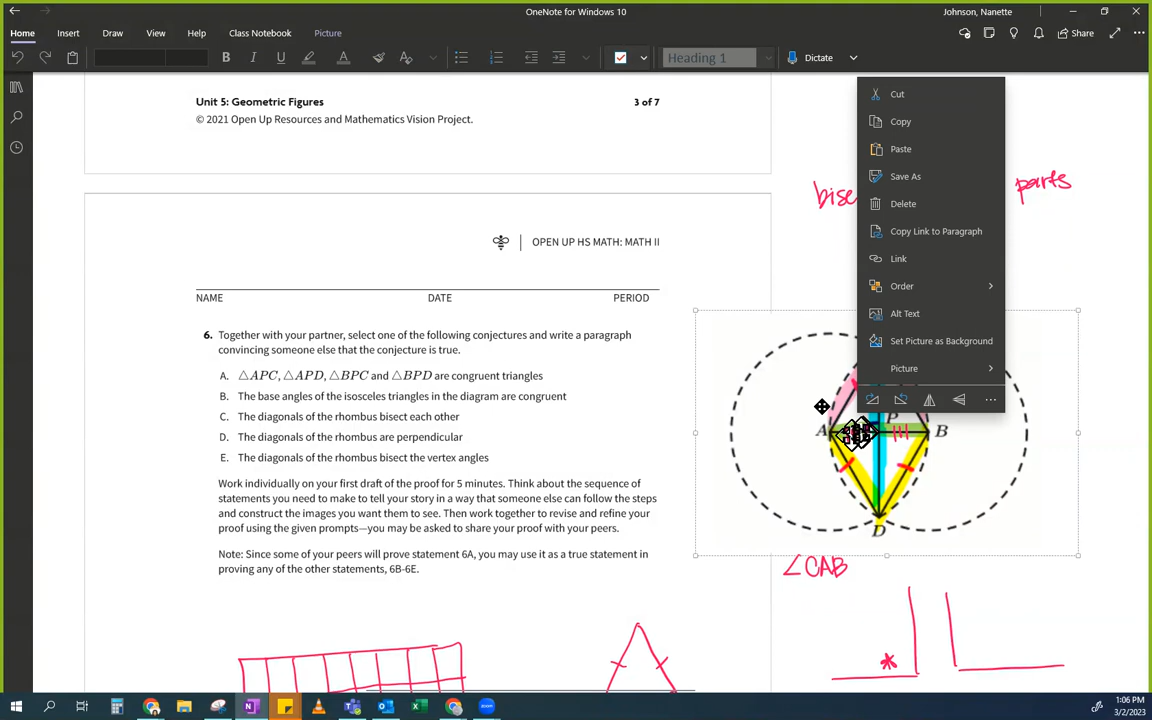 OneNote for Windows 10
Johnson, Nanette
Home Insert Draw View Help Class Notebook Picture
Share
B I U A Heading 1 Dictate
Unit 5: Geometric Figures 3 of 7
© 2021 Open Up Resources and Mathematics Vision Project.
OPEN UP HS MATH: MATH II
NAME DATE PERIOD
6. Together with your partner, select one of the following conjectures and write a paragraph
convincing someone else that the conjecture is true.
A. △APC, △APD, △BPC and △BPD are congruent triangles
B. The base angles of the isosceles triangles in the diagram are congruent
C. The diagonals of the rhombus bisect each other
D. The diagonals of the rhombus are perpendicular
E. The diagonals of the rhombus bisect the vertex angles
Work individually on your first draft of the proof for 5 minutes. Think about the sequence of
statements you need to make to tell your story in a way that someone else can follow the steps
and construct the images you want them to see. Then work together to revise and refine your
proof using the given prompts—you may be asked to share your proof with your peers.
Note: Since some of your peers will prove statement 6A, you may use it as a true statement in
proving any of the other statements, 6B-6E.
bise parts
Cut
Copy
Paste
Save As
Delete
Copy Link to Paragraph
Link
Order
Alt Text
Set Picture as Background
Picture
P
A B
D
∠CAB
*
1:06 PM
3/2/2023